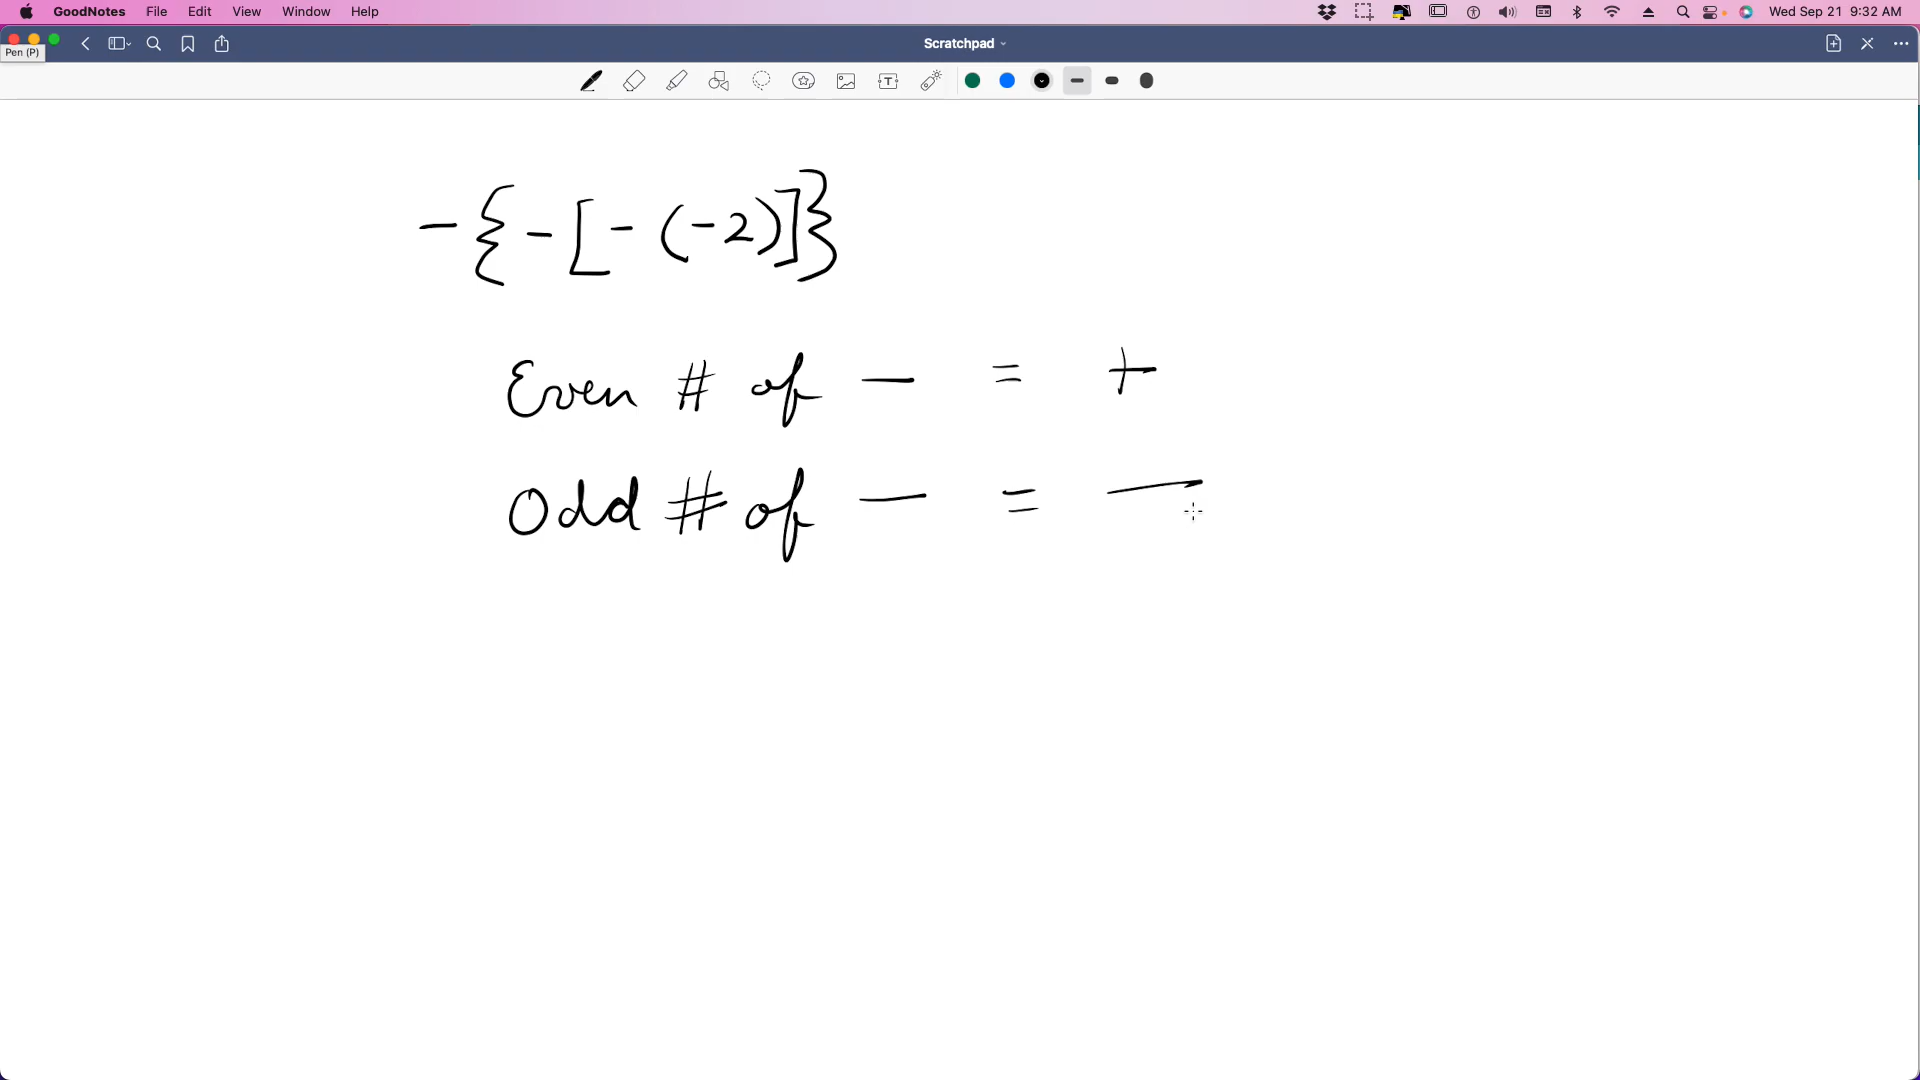 GoodNotes File Edit View Window Help Wed Sep 21 9:32 AM
Pen (P)
Scratchpad
T
-{-[-(-2)]}
Even # of — = +
Odd # of — = —